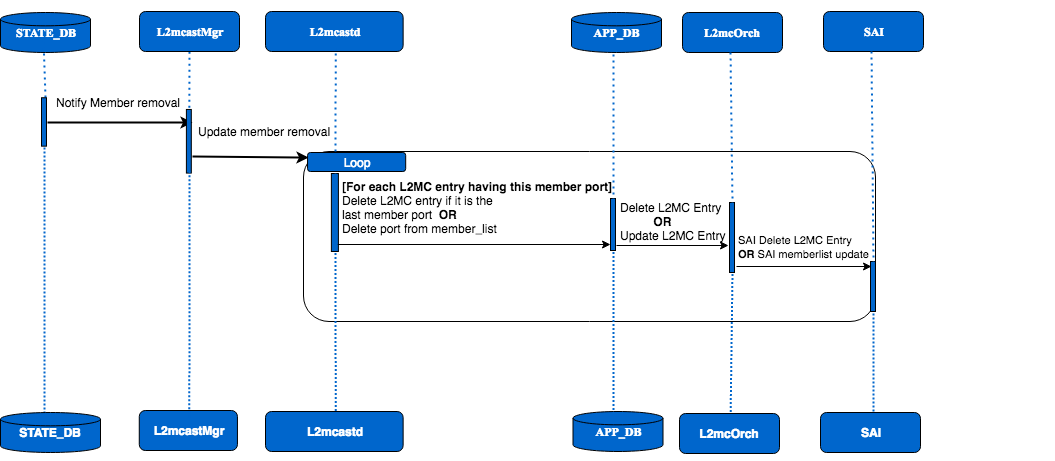 STATE_DB
L2mcastMgr
L2mcastd
APP_DB
L2mcOrch
SAI
Notify Member removal
Update member removal
Loop
[For each L2MC entry having this member port]
Delete L2MC entry if it is the
last member port OR
Delete port from member_list
Delete L2MC Entry
OR
Update L2MC Entry
SAI Delete L2MC Entry
OR SAI memberlist update
STATE_DB
L2mcastMgr
L2mcastd
APP_DB
L2mcOrch
SAI